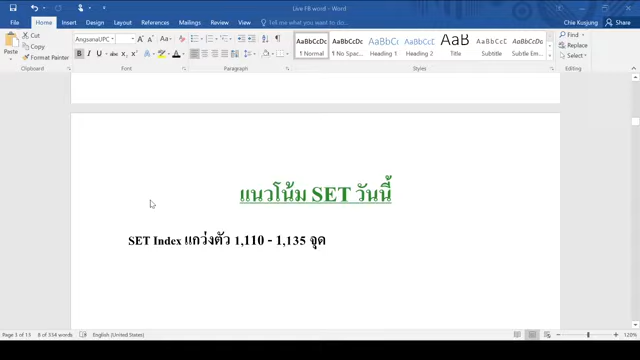 Live FB word - Word
File Home Insert Design Layout References Mailings Review View Tell me what you want to do... Chie Kusjung Share
Cut
Copy
Format Painter
Paste
AngsanaUPC
B I U abc
AaBbCcDc AaBbCcDc AaBbCc AaBbCcD AaB AaBbCcD AaBbCcDc
¶ Normal ¶ No Spac... Heading 1 Heading 2 Title Subtitle Subtle Em...
Find
Replace
Select
Clipboard Font Paragraph Styles Editing
แนวโน้ม SET วันนี้
SET Index แกว่งตัว 1,110 - 1,135 จุด
Page 3 of 13 8 of 334 words English (United States) 120%